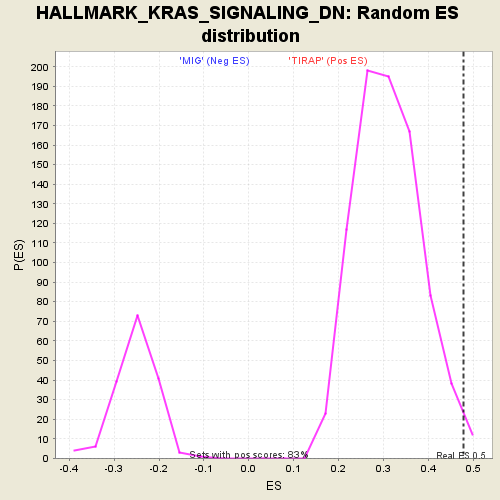 HALLMARK_KRAS_SIGNALING_DN: Random ES
distribution
'MIG' (Neg ES) 'TIRAP' (Pos ES)
200
190
180
170
160
150
140
130
120
110
100
90
80
70
60
50
40
30
20
10
0
P(ES)
Sets with pos scores: 83%
Real ES 0.5
-0.4 -0.3 -0.2 -0.1 0.0 0.1 0.2 0.3 0.4 0.5
ES